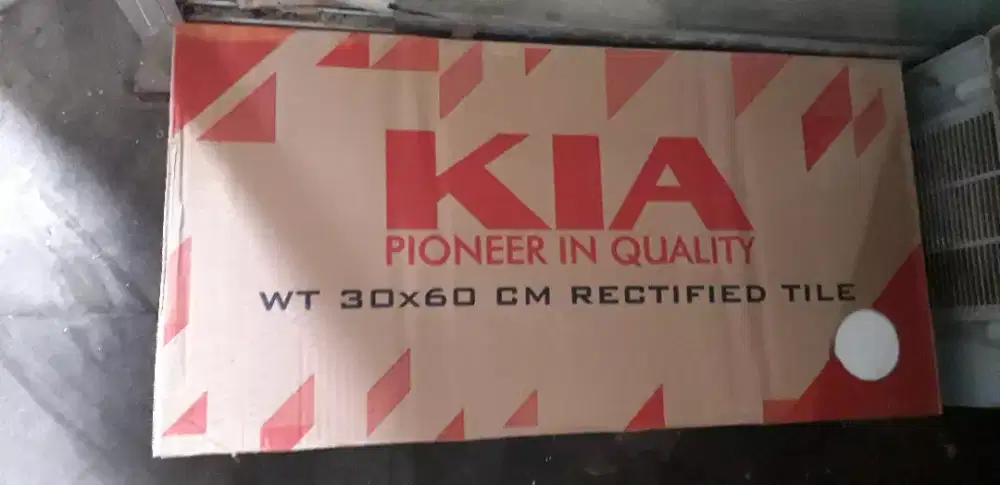 KIA
PIONEER IN QUALITY
WT 30x60 CM RECTIFIED TILE